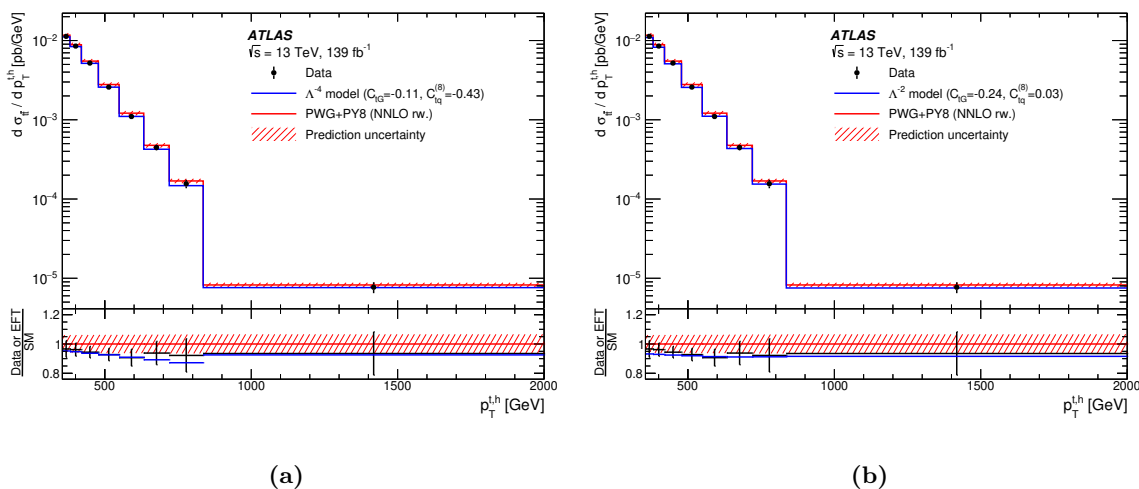 ATLAS
√s = 13 TeV, 139 fb⁻¹
Data
Λ⁻⁴ model (C_tG=-0.11, C_tq^(8)=-0.43)
PWG+PY8 (NNLO rw.)
Prediction uncertainty
d σ_tt̄ / d p_T^t,h [pb/GeV]
10⁻²
10⁻³
10⁻⁴
10⁻⁵
Data or EFT
SM
1.2
1
0.8
500
1000
1500
2000
p_T^t,h [GeV]
(a)
ATLAS
√s = 13 TeV, 139 fb⁻¹
Data
Λ⁻² model (C_tG=-0.24, C_tq^(8)=0.03)
PWG+PY8 (NNLO rw.)
Prediction uncertainty
d σ_tt̄ / d p_T^t,h [pb/GeV]
10⁻²
10⁻³
10⁻⁴
10⁻⁵
Data or EFT
SM
1.2
1
0.8
500
1000
1500
2000
p_T^t,h [GeV]
(b)